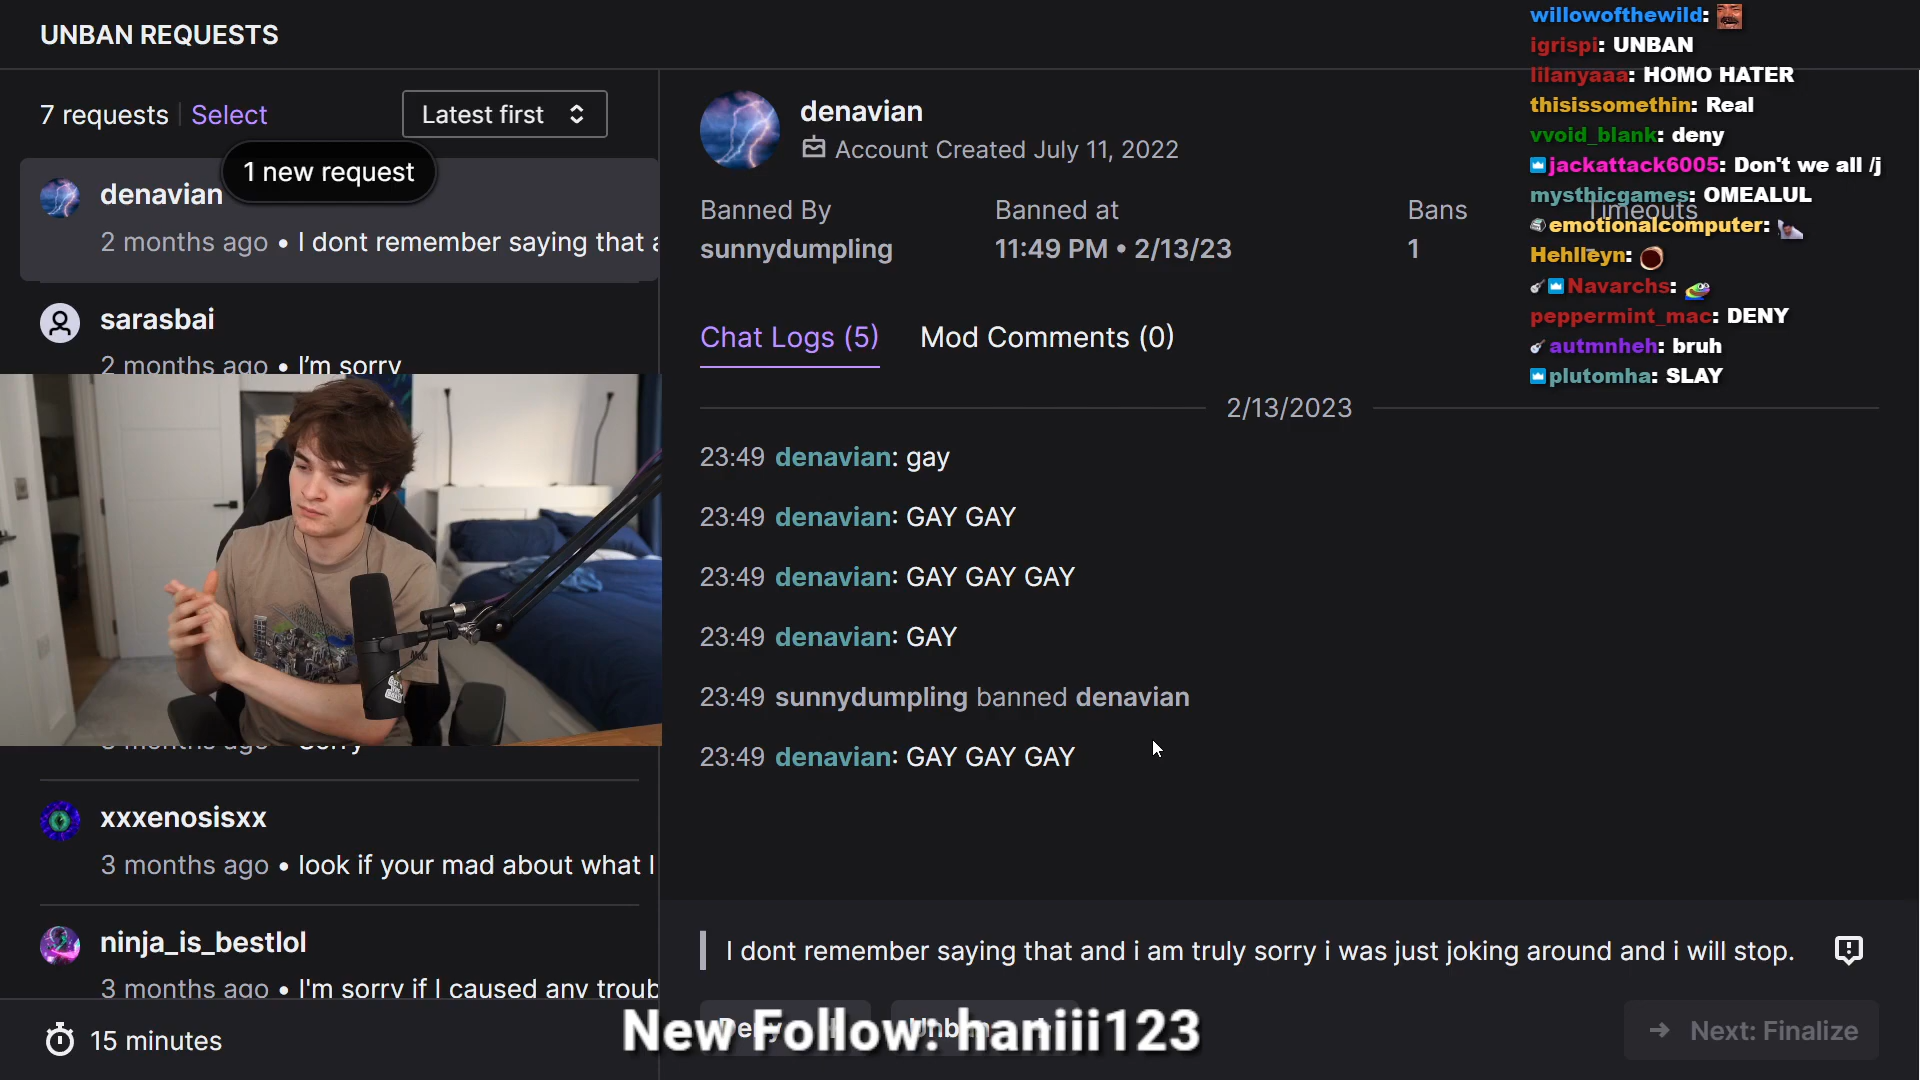 UNBAN REQUESTS
7 requests
Select
Latest first
1 new request
denavian
2 months ago • I dont remember saying that a
sarasbai
2 months ago • I'm sorry
xxxenosisxx
3 months ago • look if your mad about what I
ninja_is_bestlol
3 months ago • I'm sorry if I caused any troub
15 minutes
denavian
Account Created July 11, 2022
Banned By
sunnydumpling
Banned at
11:49 PM • 2/13/23
Bans
1
Timeouts
Chat Logs (5)
Mod Comments (0)
2/13/2023
23:49 denavian: gay
23:49 denavian: GAY GAY
23:49 denavian: GAY GAY GAY
23:49 denavian: GAY
23:49 sunnydumpling banned denavian
23:49 denavian: GAY GAY GAY
I dont remember saying that and i am truly sorry i was just joking around and i will stop.
Next: Finalize
New Follow: haniii123
willowofthewild:
igrispi: UNBAN
lilanyaaa: HOMO HATER
thisissomethin: Real
vvoid_blank: deny
jackattack6005: Don't we all /j
mysthicgames: OMEALUL
emotionalcomputer:
Hehlleyn:
Navarchs:
peppermint_mac: DENY
autmnheh: bruh
plutomha: SLAY